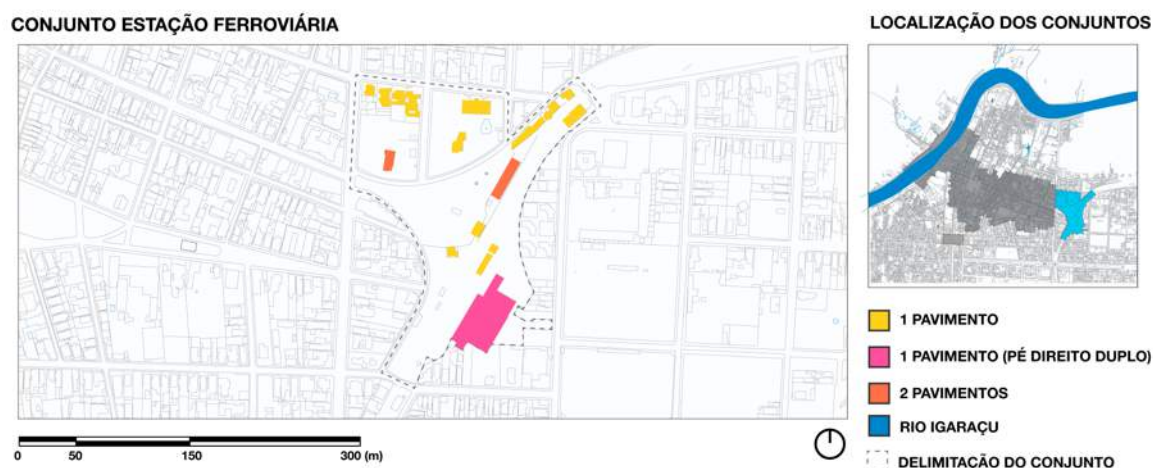 CONJUNTO ESTAÇÃO FERROVIÁRIA
LOCALIZAÇÃO DOS CONJUNTOS
1 PAVIMENTO
1 PAVIMENTO (PÉ DIREITO DUPLO)
2 PAVIMENTOS
RIO IGARAÇU
DELIMITAÇÃO DO CONJUNTO
0 50 150 300 (m)